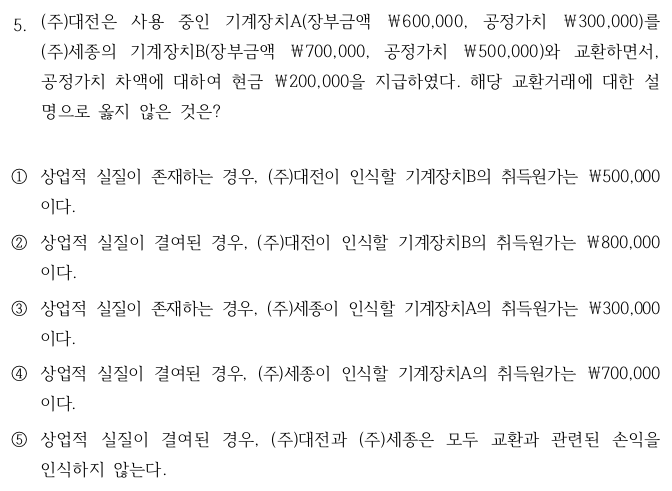 5. (주)대전은 사용 중인 기계장치A(장부금액 ₩600,000, 공정가치 ₩300,000)를
(주)세종의 기계장치B(장부금액 ₩700,000, 공정가치 ₩500,000)와 교환하면서,
공정가치 차액에 대하여 현금 ₩200,000을 지급하였다. 해당 교환거래에 대한 설
명으로 옳지 않은 것은?
① 상업적 실질이 존재하는 경우, (주)대전이 인식할 기계장치B의 취득원가는 ₩500,000
이다.
② 상업적 실질이 결여된 경우, (주)대전이 인식할 기계장치B의 취득원가는 ₩800,000
이다.
③ 상업적 실질이 존재하는 경우, (주)세종이 인식할 기계장치A의 취득원가는 ₩300,000
이다.
④ 상업적 실질이 결여된 경우, (주)세종이 인식할 기계장치A의 취득원가는 ₩700,000
이다.
⑤ 상업적 실질이 결여된 경우, (주)대전과 (주)세종은 모두 교환과 관련된 손익을
인식하지 않는다.